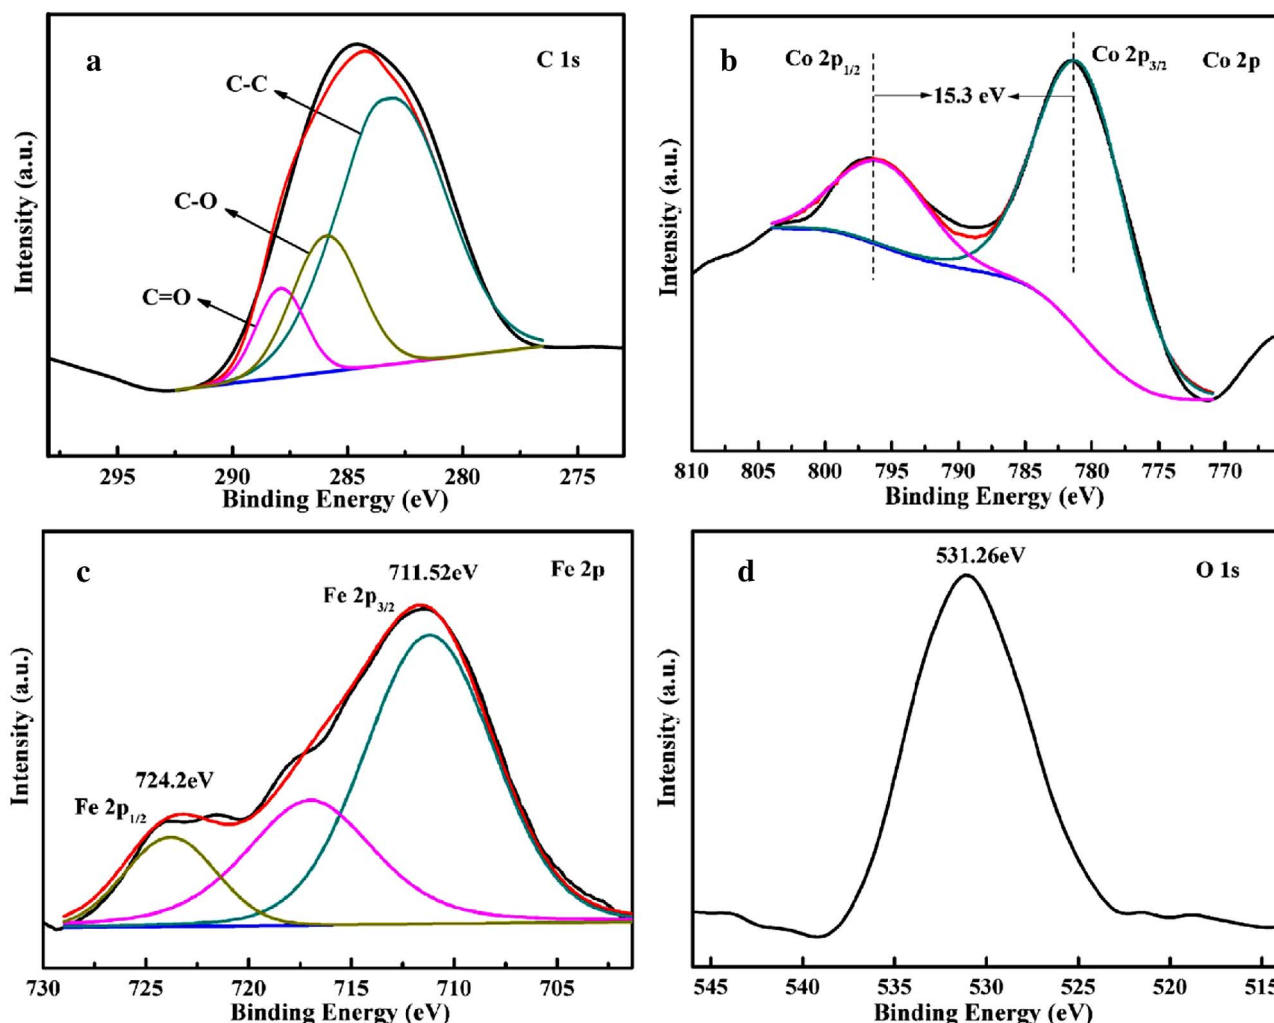 a
C 1s
C-C
C-O
C=O
Intensity (a.u.)
295 290 285 280 275
Binding Energy (eV)
b
Co 2p1/2
Co 2p3/2
Co 2p
15.3 eV
Intensity (a.u.)
810 805 800 795 790 785 780 775 770
Binding Energy (eV)
c
711.52eV
Fe 2p
Fe 2p3/2
724.2eV
Fe 2p1/2
Intensity (a.u.)
730 725 720 715 710 705
Binding Energy (eV)
d
531.26eV
O 1s
Intensity (a.u.)
545 540 535 530 525 520 515
Binding Energy (eV)